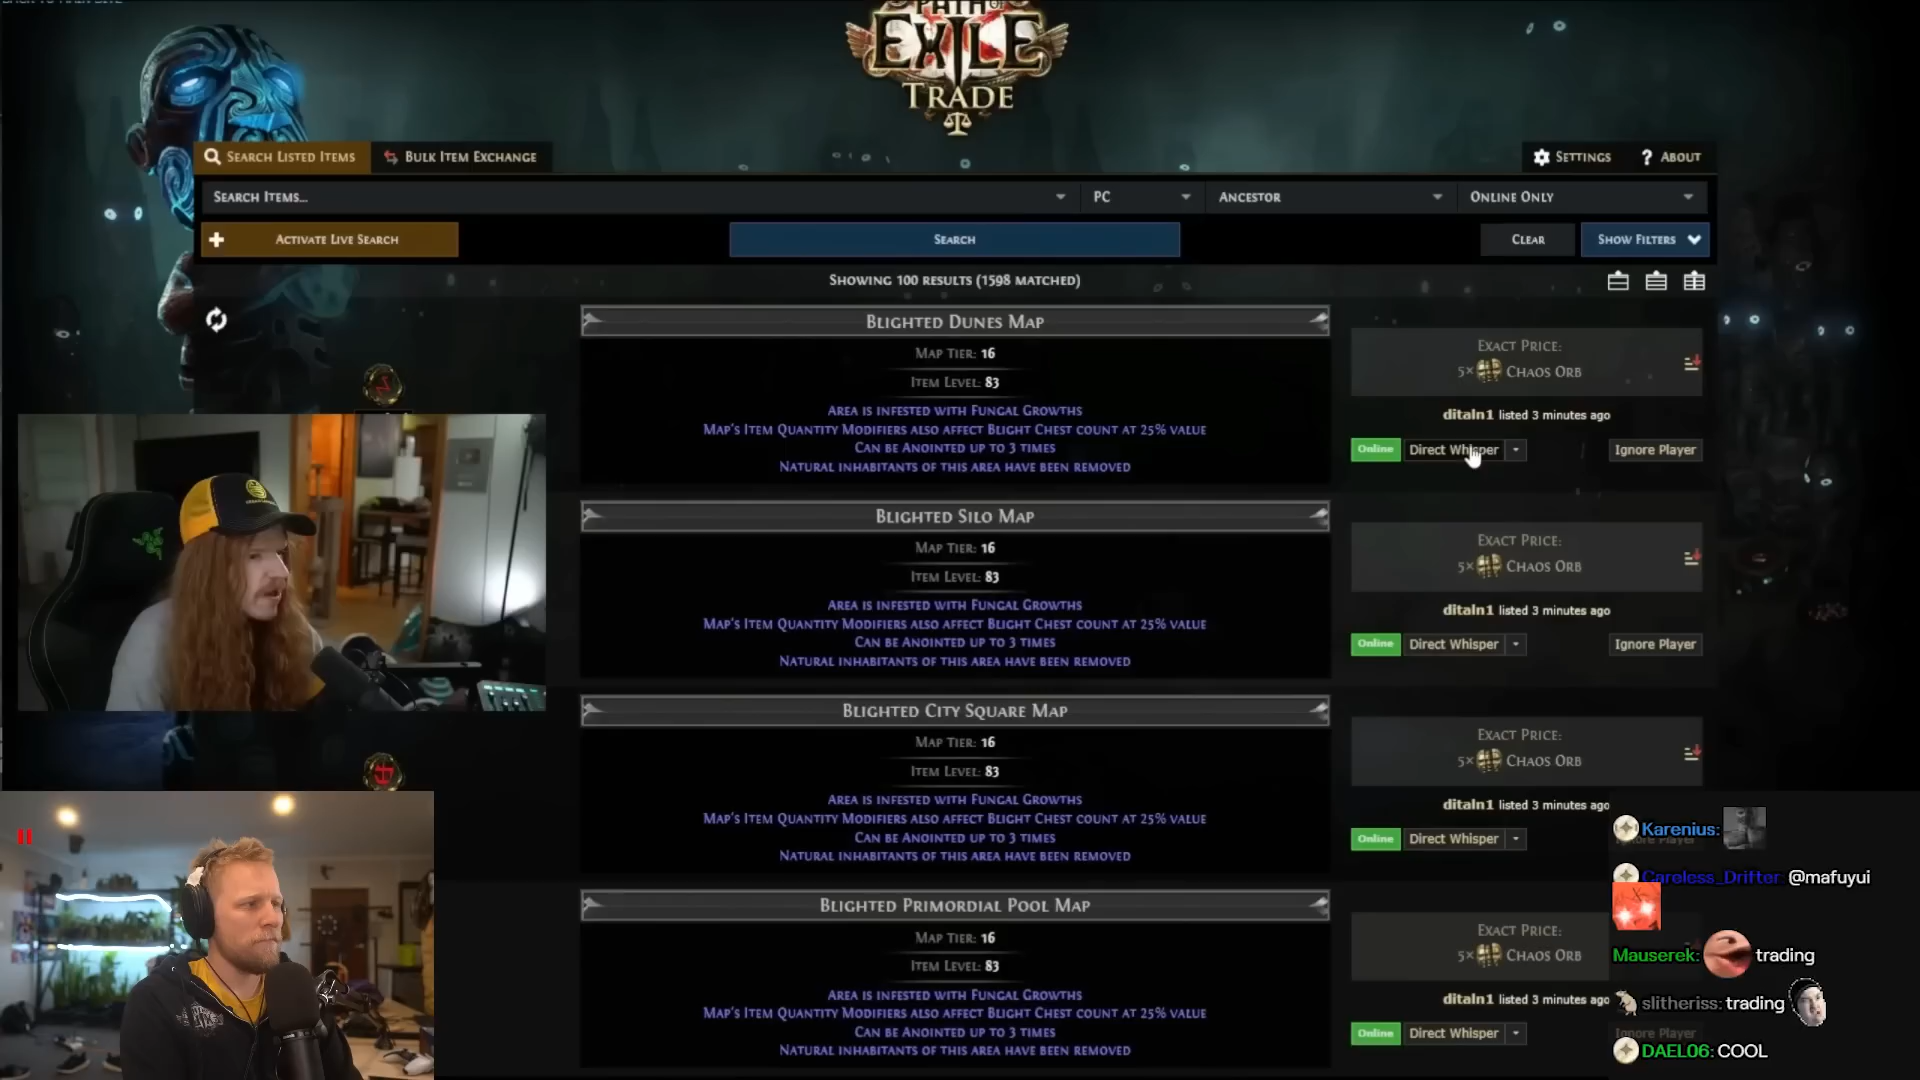 PATH OF
EXILE
TRADE
SEARCH LISTED ITEMS
BULK ITEM EXCHANGE
SETTINGS
? ABOUT
SEARCH ITEMS...
PC
ANCESTOR
ONLINE ONLY
ACTIVATE LIVE SEARCH
SEARCH
CLEAR
SHOW FILTERS
SHOWING 100 RESULTS (1598 MATCHED)
BLIGHTED DUNES MAP
MAP TIER: 16
ITEM LEVEL: 83
AREA IS INFESTED WITH FUNGAL GROWTHS
MAP'S ITEM QUANTITY MODIFIERS ALSO AFFECT BLIGHT CHEST COUNT AT 25% VALUE
CAN BE ANOINTED UP TO 3 TIMES
NATURAL INHABITANTS OF THIS AREA HAVE BEEN REMOVED
EXACT PRICE:
5× CHAOS ORB
ditaln1 listed 3 minutes ago
Online Direct Whisper Ignore Player
BLIGHTED SILO MAP
MAP TIER: 16
ITEM LEVEL: 83
AREA IS INFESTED WITH FUNGAL GROWTHS
MAP'S ITEM QUANTITY MODIFIERS ALSO AFFECT BLIGHT CHEST COUNT AT 25% VALUE
CAN BE ANOINTED UP TO 3 TIMES
NATURAL INHABITANTS OF THIS AREA HAVE BEEN REMOVED
EXACT PRICE:
5× CHAOS ORB
ditaln1 listed 3 minutes ago
Online Direct Whisper Ignore Player
BLIGHTED CITY SQUARE MAP
MAP TIER: 16
ITEM LEVEL: 83
AREA IS INFESTED WITH FUNGAL GROWTHS
MAP'S ITEM QUANTITY MODIFIERS ALSO AFFECT BLIGHT CHEST COUNT AT 25% VALUE
CAN BE ANOINTED UP TO 3 TIMES
NATURAL INHABITANTS OF THIS AREA HAVE BEEN REMOVED
EXACT PRICE:
5× CHAOS ORB
ditaln1 listed 3 minutes ago
Online Direct Whisper Ignore Player
BLIGHTED PRIMORDIAL POOL MAP
MAP TIER: 16
ITEM LEVEL: 83
AREA IS INFESTED WITH FUNGAL GROWTHS
MAP'S ITEM QUANTITY MODIFIERS ALSO AFFECT BLIGHT CHEST COUNT AT 25% VALUE
CAN BE ANOINTED UP TO 3 TIMES
NATURAL INHABITANTS OF THIS AREA HAVE BEEN REMOVED
EXACT PRICE:
5× CHAOS ORB
ditaln1 listed 3 minutes ago
Online Direct Whisper Ignore Player
Karenius:
Careless_Drifter: @mafuyui
Mauserek: trading
slitheriss: trading
DAEL06: COOL